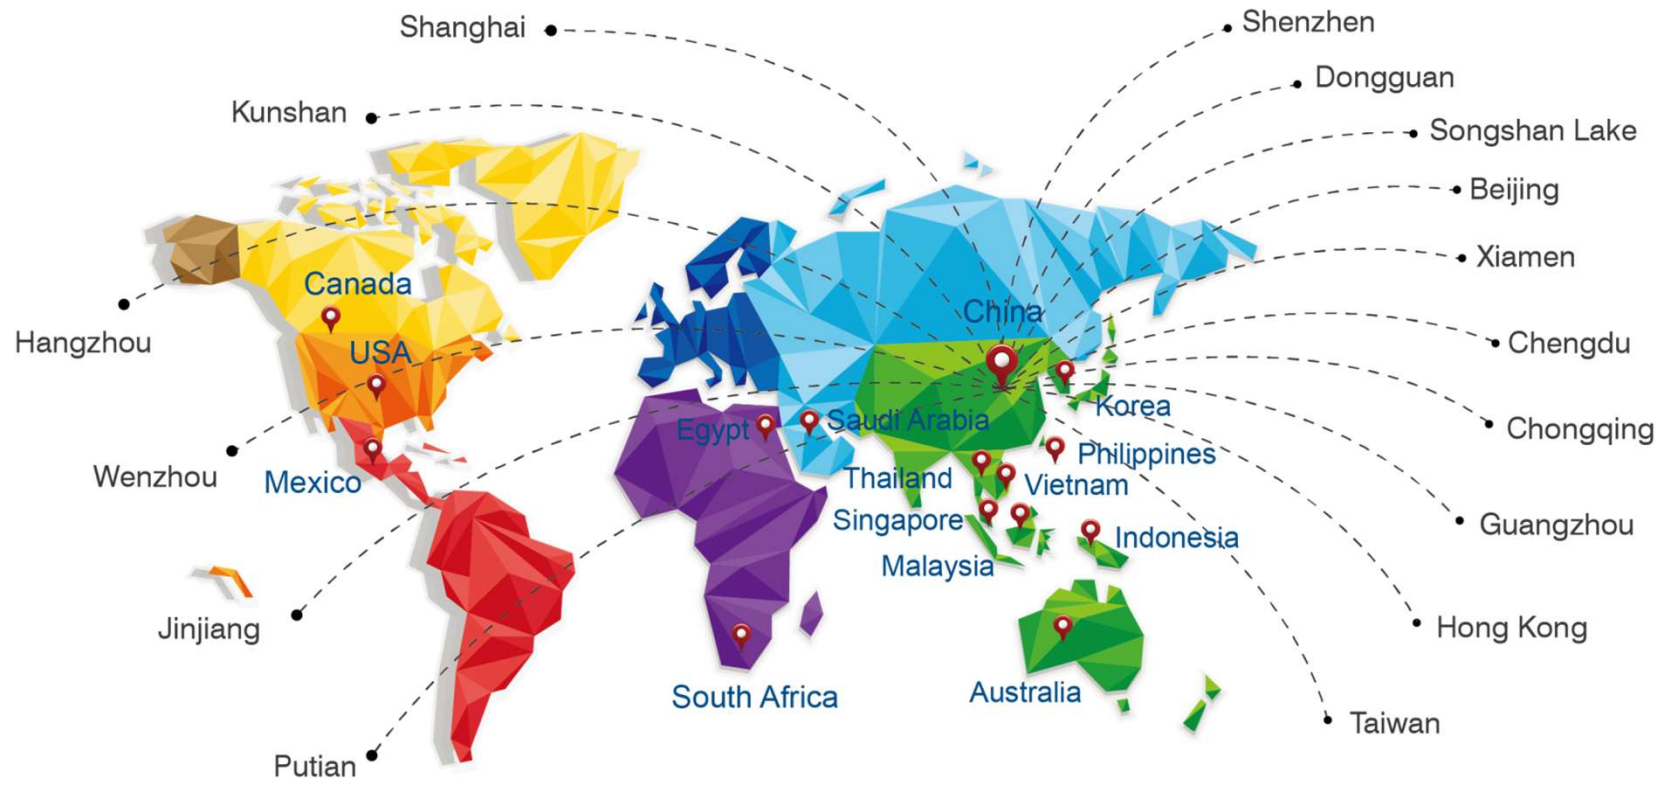 Shanghai
Shenzhen
Dongguan
Kunshan
Songshan Lake
Beijing
Xiamen
Canada
China
Hangzhou
Chengdu
USA
Korea
Saudi Arabia
Egypt
Chongqing
Philippines
Wenzhou
Mexico
Thailand
Vietnam
Singapore
Guangzhou
Indonesia
Malaysia
Jinjiang
Hong Kong
South Africa
Australia
Taiwan
Putian